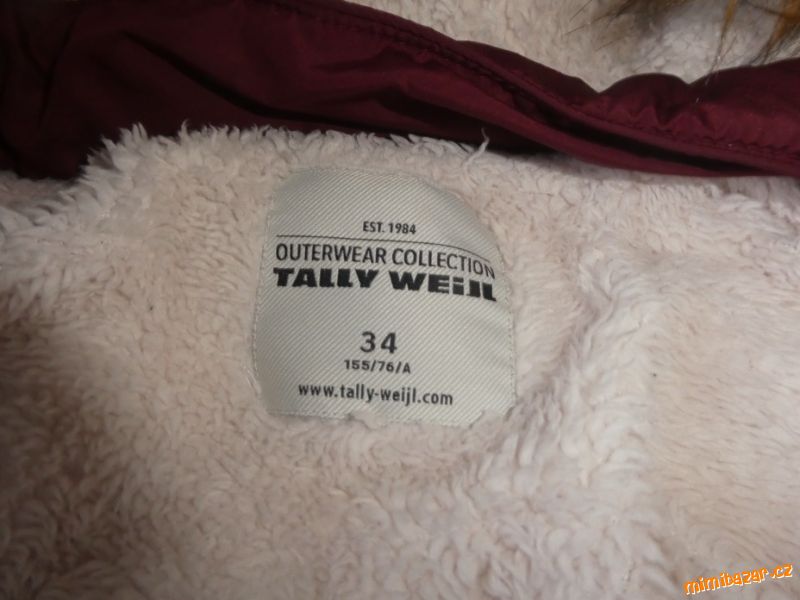 EST. 1984
OUTERWEAR COLLECTION
TALLY WEiJL
34
155/76/A
www.tally-weijl.com
mimibazar.cz